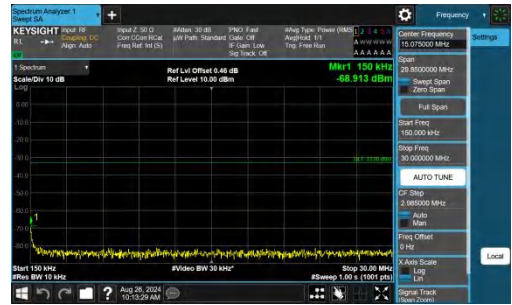 Spectrum Analyzer 1
Swept SA
Frequency
KEYSIGHT
Input: RF
Coupling: DC
Align: Auto
Input Z: 50 Ω
Corr CCorr RCal
Freq Ref: Int (S)
#Atten: 30 dB
µW Path: Standard
PNO: Fast
Gate: Off
IF Gain: Low
Sig Track: Off
#Avg Type: Power (RMS)
Avg|Hold: 1/1
Trig: Free Run
1 2 3 4 5 6
A W W W W W
A A A A A A
Center Frequency
15.075000 MHz
Settings
Span
29.8500000 MHz
Swept Span
Zero Span
Full Span
Start Freq
150.000 kHz
Stop Freq
30.000000 MHz
AUTO TUNE
CF Step
2.985000 MHz
Auto
Man
Freq Offset
0 Hz
X Axis Scale
Log
Lin
Signal Track
(Span Zoom)
Local
1 Spectrum
Scale/Div 10 dB
Log
Ref Lvl Offset 0.46 dB
Ref Level 10.00 dBm
Mkr1 150 kHz
-68.913 dBm
0.00
-10.0
-20.0
-30.0
-40.0
-50.0
-60.0
-70.0
-80.0
1
Start 150 kHz
#Res BW 10 kHz
#Video BW 30 kHz*
Stop 30.00 MHz
#Sweep 1.00 s (1001 pts)
Aug 26, 2024
10:13:29 AM